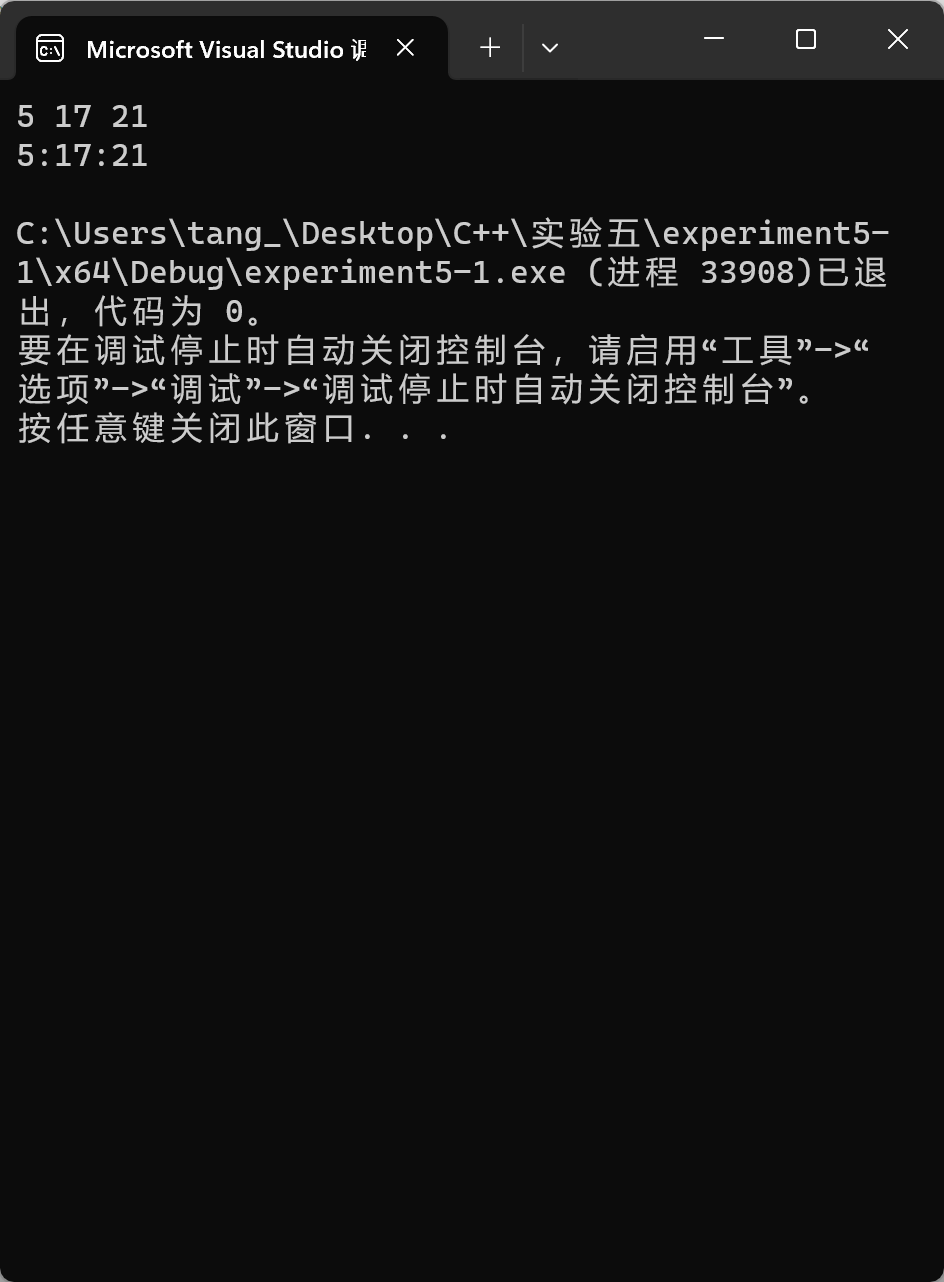 Microsoft Visual Studio
5 17 21
5:17:21
C:\Users\tang_\Desktop\C++\实验五\experiment5-
1\x64\Debug\experiment5-1.exe (进程 33908)已退
出，代码为 0。
要在调试停止时自动关闭控制台，请启用“工具”->“
选项”->“调试”->“调试停止时自动关闭控制台”。
按任意键关闭此窗口. . .